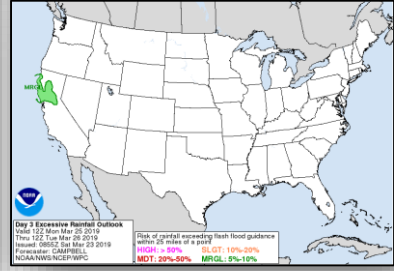 MRGL
NOAA
Day 3 Excessive Rainfall Outlook
Valid 12Z Mon Mar 25 2019
Thru 12Z Tue Mar 26 2019
Issued: 0855Z Sat Mar 23 2019
Forecaster: CAMPBELL
NOAA/NWS/NCEP/WPC
Risk of rainfall exceeding flash flood guidance
within 25 miles of a point
HIGH: > 50% SLGT: 10%-20%
MDT: 20%-50% MRGL: 5%-10%